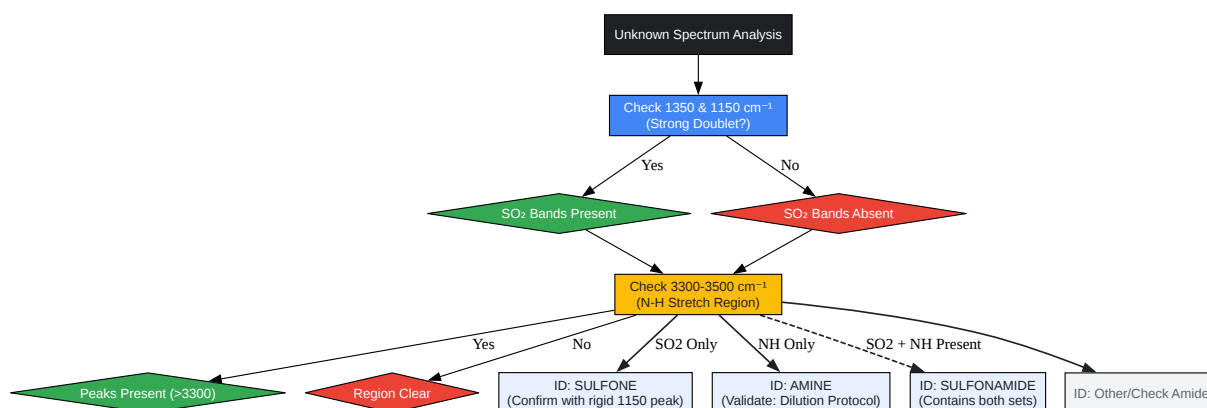 Unknown Spectrum Analysis
Check 1350 & 1150 cm⁻¹
(Strong Doublet?)
Yes
No
SO₂ Bands Present
SO₂ Bands Absent
Check 3300-3500 cm⁻¹
(N-H Stretch Region)
Yes
No
SO2 Only
NH Only
SO2 + NH Present
Peaks Present (>3300)
Region Clear
ID: SULFONE
(Confirm with rigid 1150 peak)
ID: AMINE
(Validate: Dilution Protocol)
ID: SULFONAMIDE
(Contains both sets)
ID: Other/Check Amide